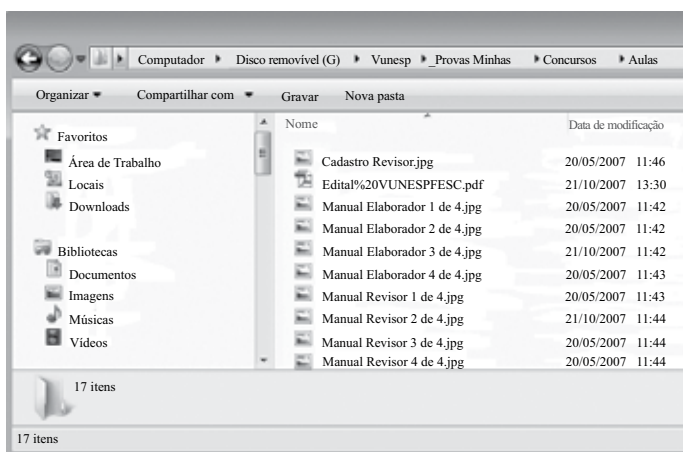 Computador Disco removível (G) Vunesp _Provas Minhas Concursos Aulas
Organizar Compartilhar com Gravar Nova pasta
Favoritos
Área de Trabalho
Locais
Downloads
Bibliotecas
Documentos
Imagens
Músicas
Vídeos
Nome Data de modificação
Cadastro Revisor.jpg 20/05/2007 11:46
Edital%20VUNESPFESC.pdf 21/10/2007 13:30
Manual Elaborador 1 de 4.jpg 20/05/2007 11:42
Manual Elaborador 2 de 4.jpg 20/05/2007 11:42
Manual Elaborador 3 de 4.jpg 21/10/2007 11:42
Manual Elaborador 4 de 4.jpg 20/05/2007 11:43
Manual Revisor 1 de 4.jpg 20/05/2007 11:43
Manual Revisor 2 de 4.jpg 21/10/2007 11:44
Manual Revisor 3 de 4.jpg 20/05/2007 11:44
Manual Revisor 4 de 4.jpg 20/05/2007 11:44
17 itens
17 itens